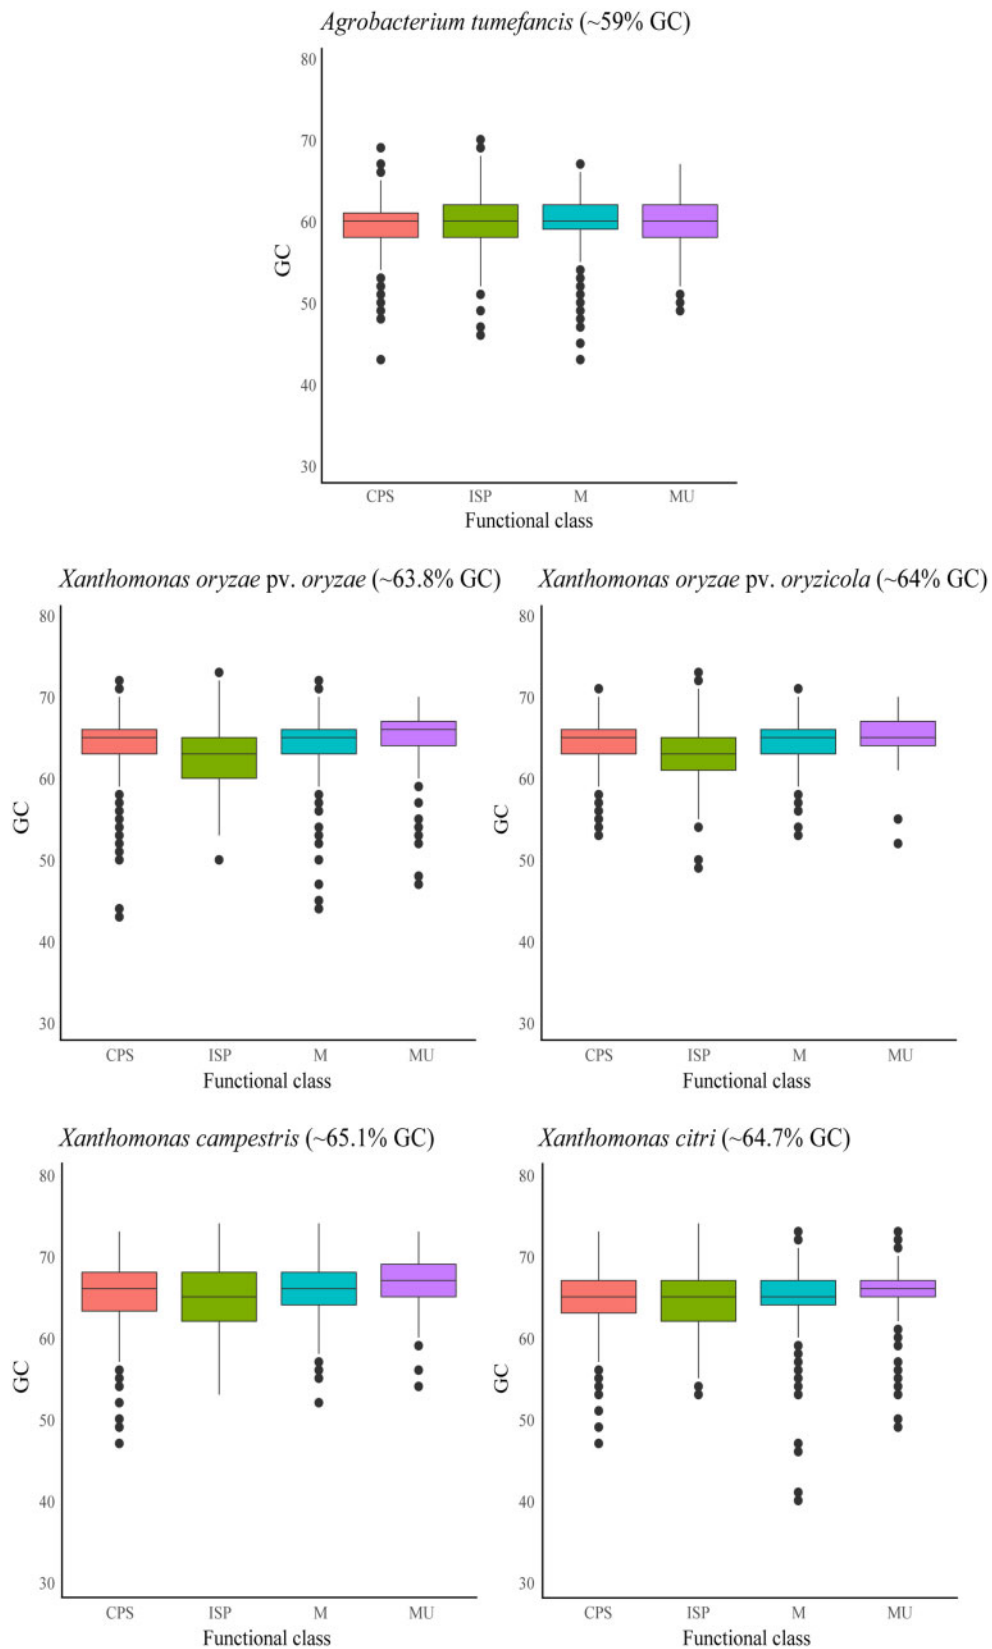 Agrobacterium tumefancis (~59% GC)
80
70
60
50
40
30
GC
CPS ISP M MU
Functional class
Xanthomonas oryzae pv. oryzae (~63.8% GC)
80
70
60
50
40
30
GC
CPS ISP M MU
Functional class
Xanthomonas oryzae pv. oryzicola (~64% GC)
80
70
60
50
40
30
GC
CPS ISP M MU
Functional class
Xanthomonas campestris (~65.1% GC)
80
70
60
50
40
30
GC
CPS ISP M MU
Functional class
Xanthomonas citri (~64.7% GC)
80
70
60
50
40
30
GC
CPS ISP M MU
Functional class